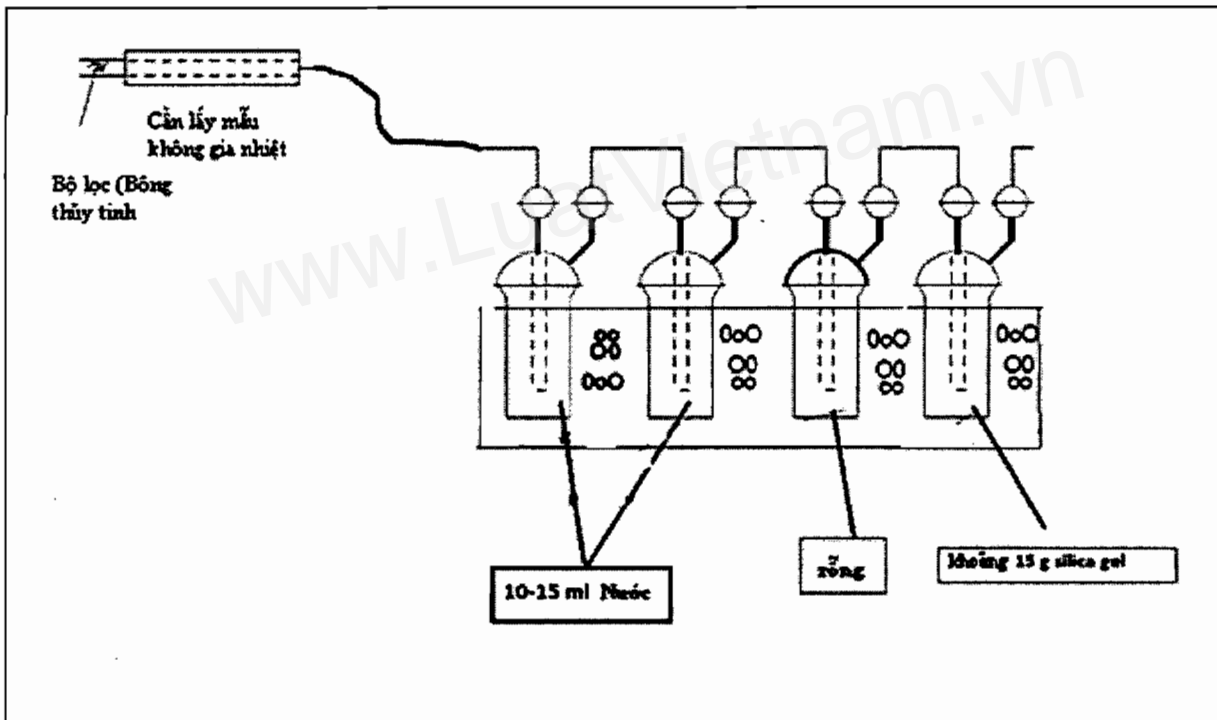 Cần lấy mẫu
không gia nhiệt
Bộ lọc (Bông
thủy tinh
10-15 ml Nước
rỗng
khoảng 15 g silica gel
www.LuatVietnam.vn